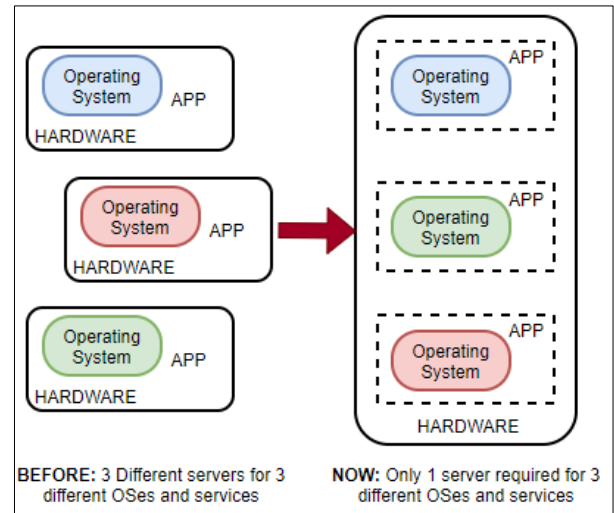 Operating
System
APP
HARDWARE
Operating
System
APP
HARDWARE
Operating
System
APP
HARDWARE
BEFORE: 3 Different servers for 3
different OSes and services
APP
Operating
System
APP
Operating
System
APP
Operating
System
HARDWARE
NOW: Only 1 server required for 3
different OSes and services